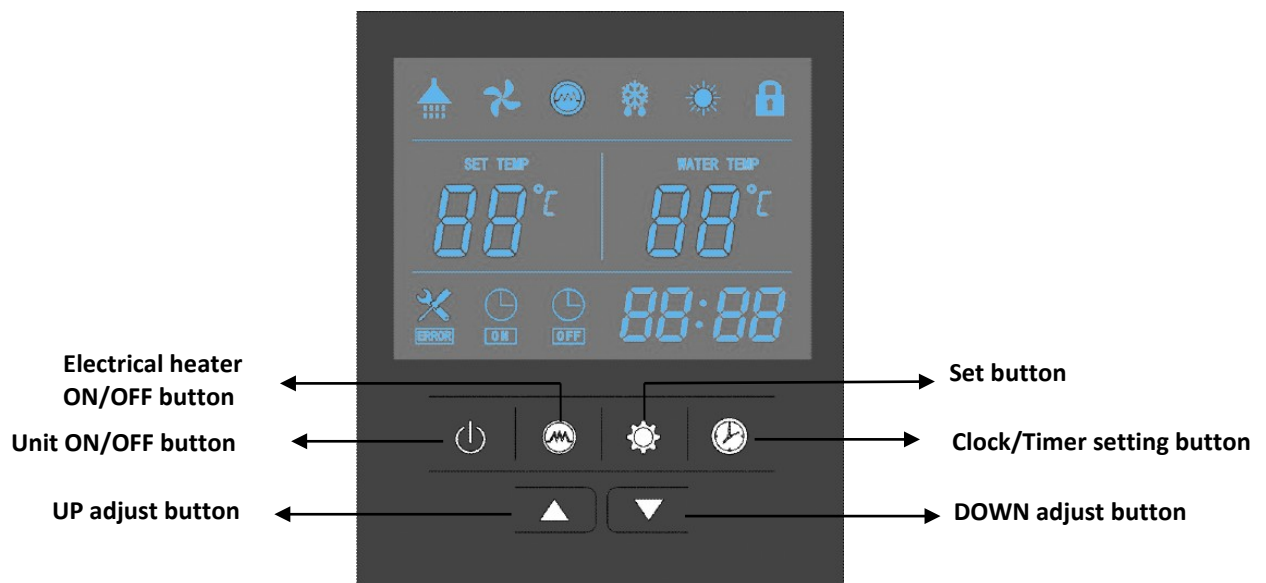 SET TEMP
WATER TEMP
88°C
88°C
ERROR
ON
OFF
88:88
Electrical heater
ON/OFF button
Set button
Unit ON/OFF button
Clock/Timer setting button
UP adjust button
DOWN adjust button